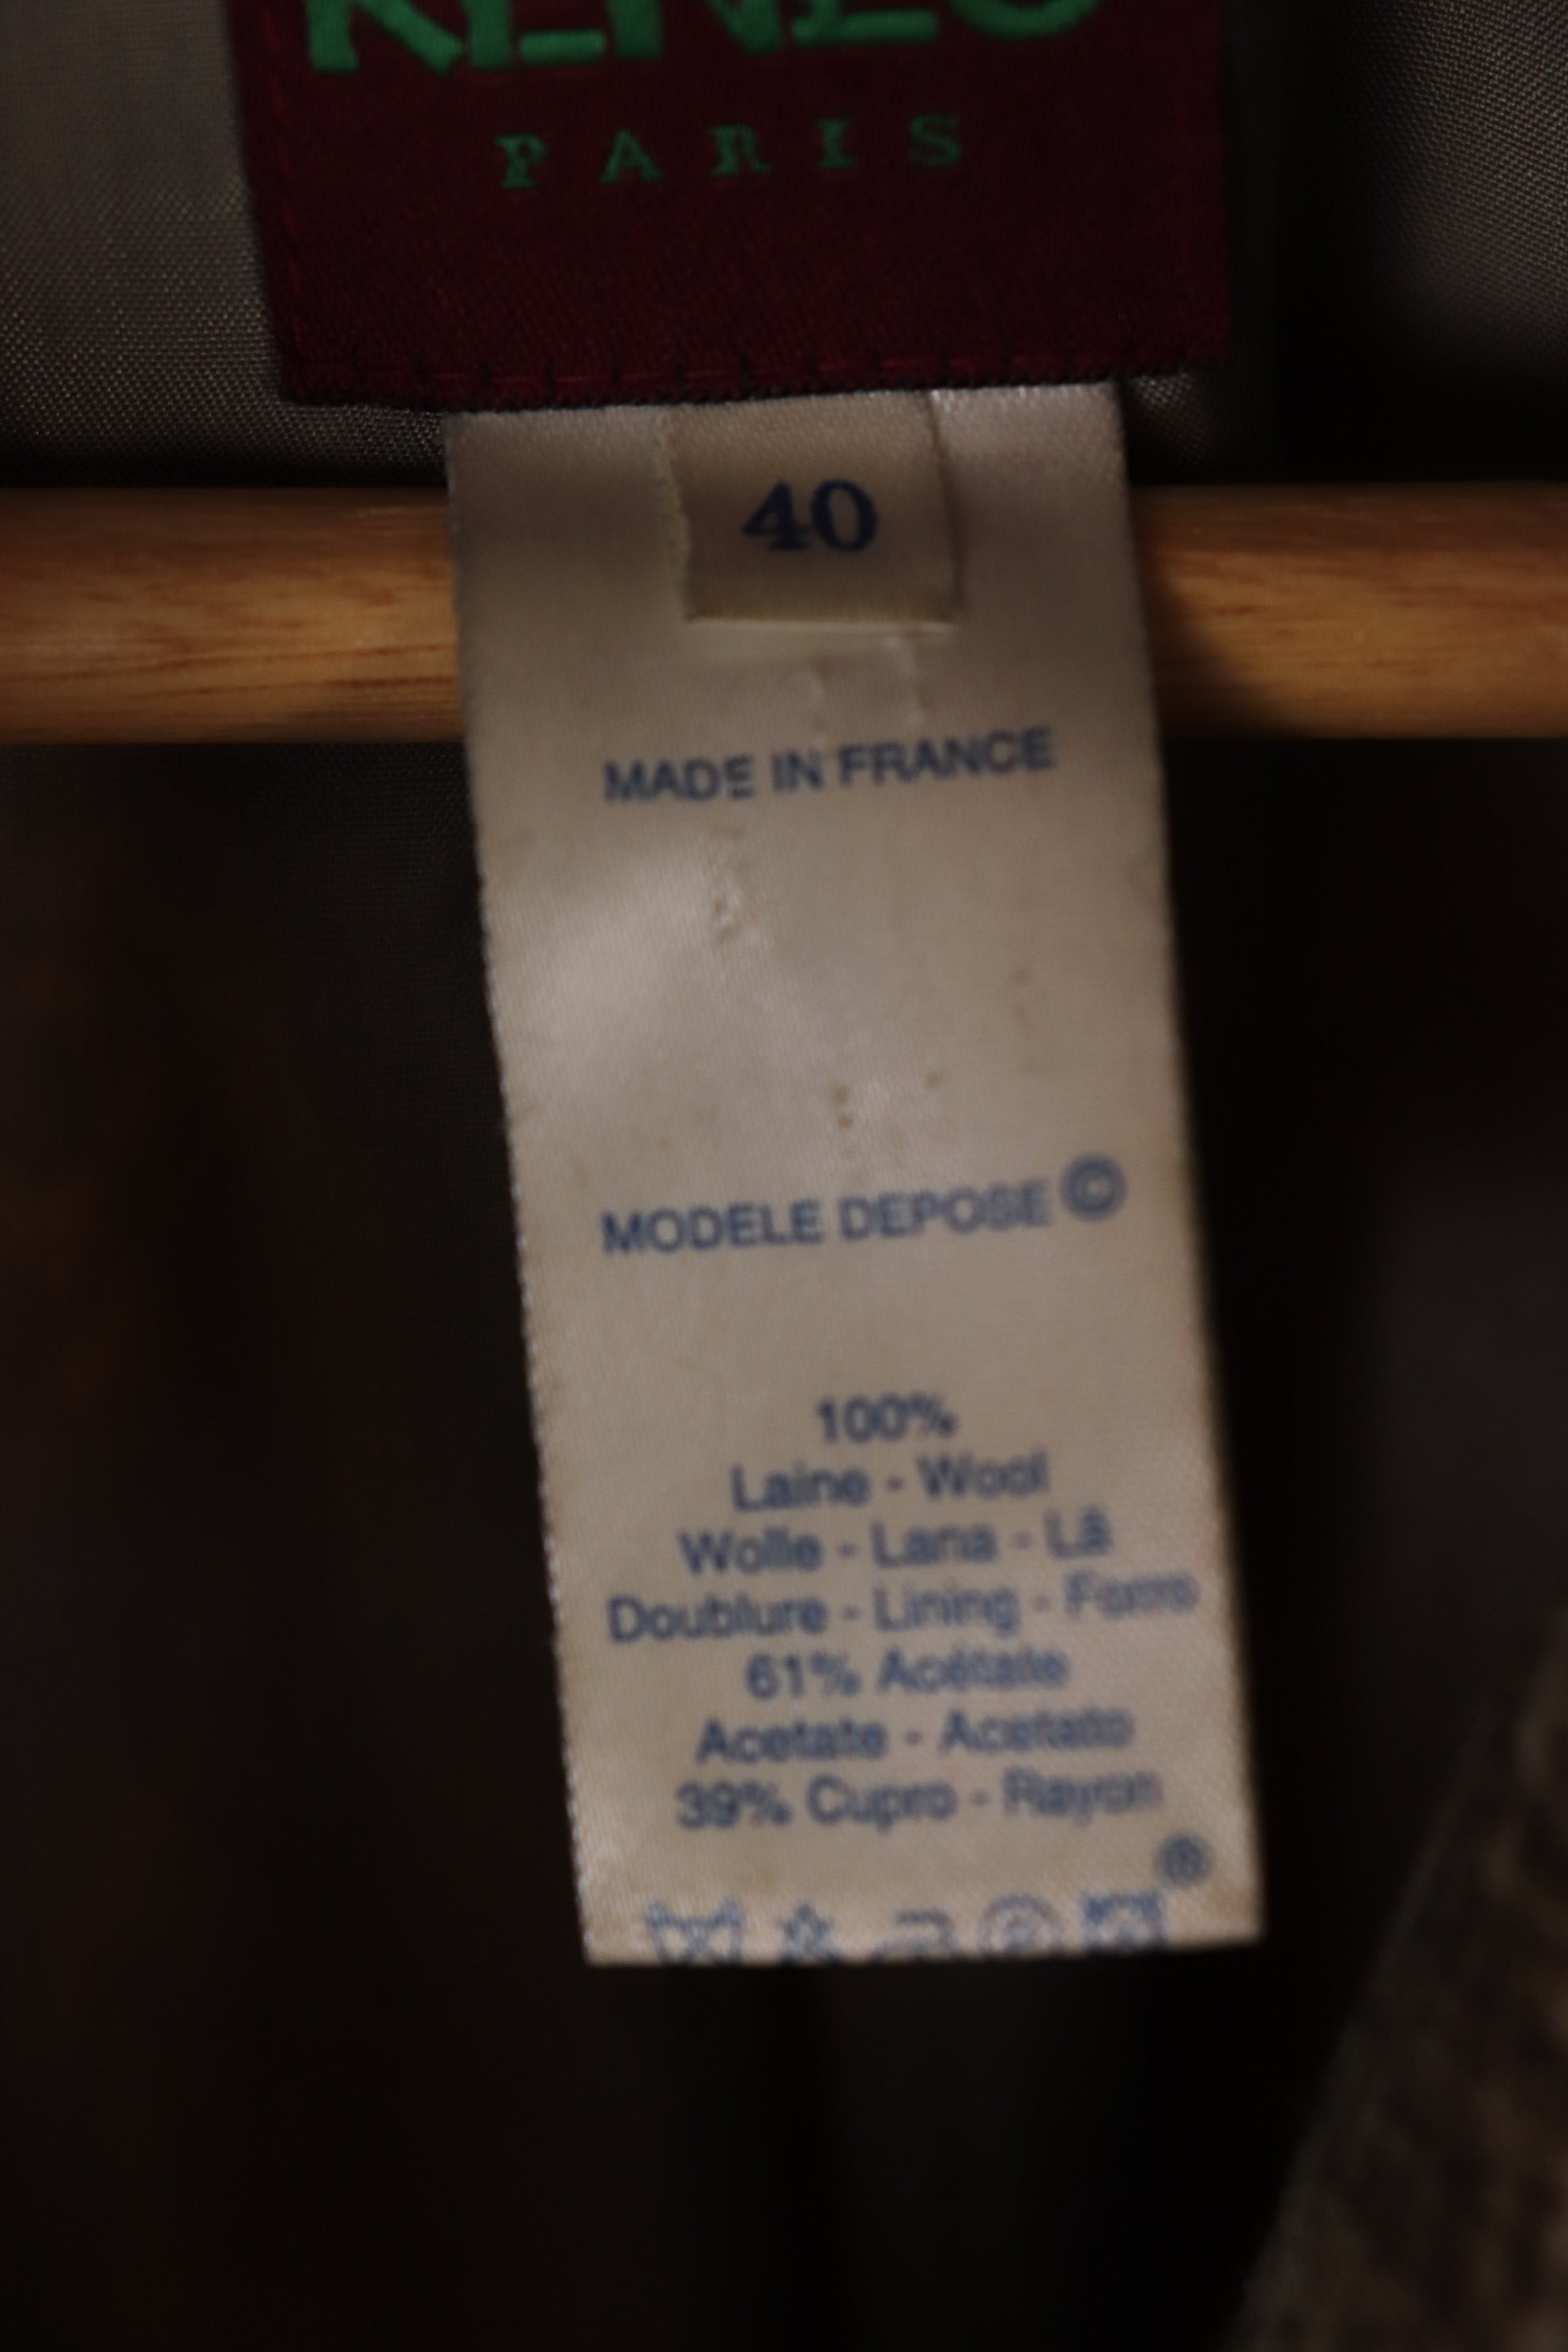 KENZO
PARIS
40
MADE IN FRANCE
MODELE DEPOSE ©
100%
Laine - Wool
Wolle - Lana - Lã
Doublure - Lining - Forro
61% Acétate
Acetate - Acetato
39% Cupro - Rayon
®